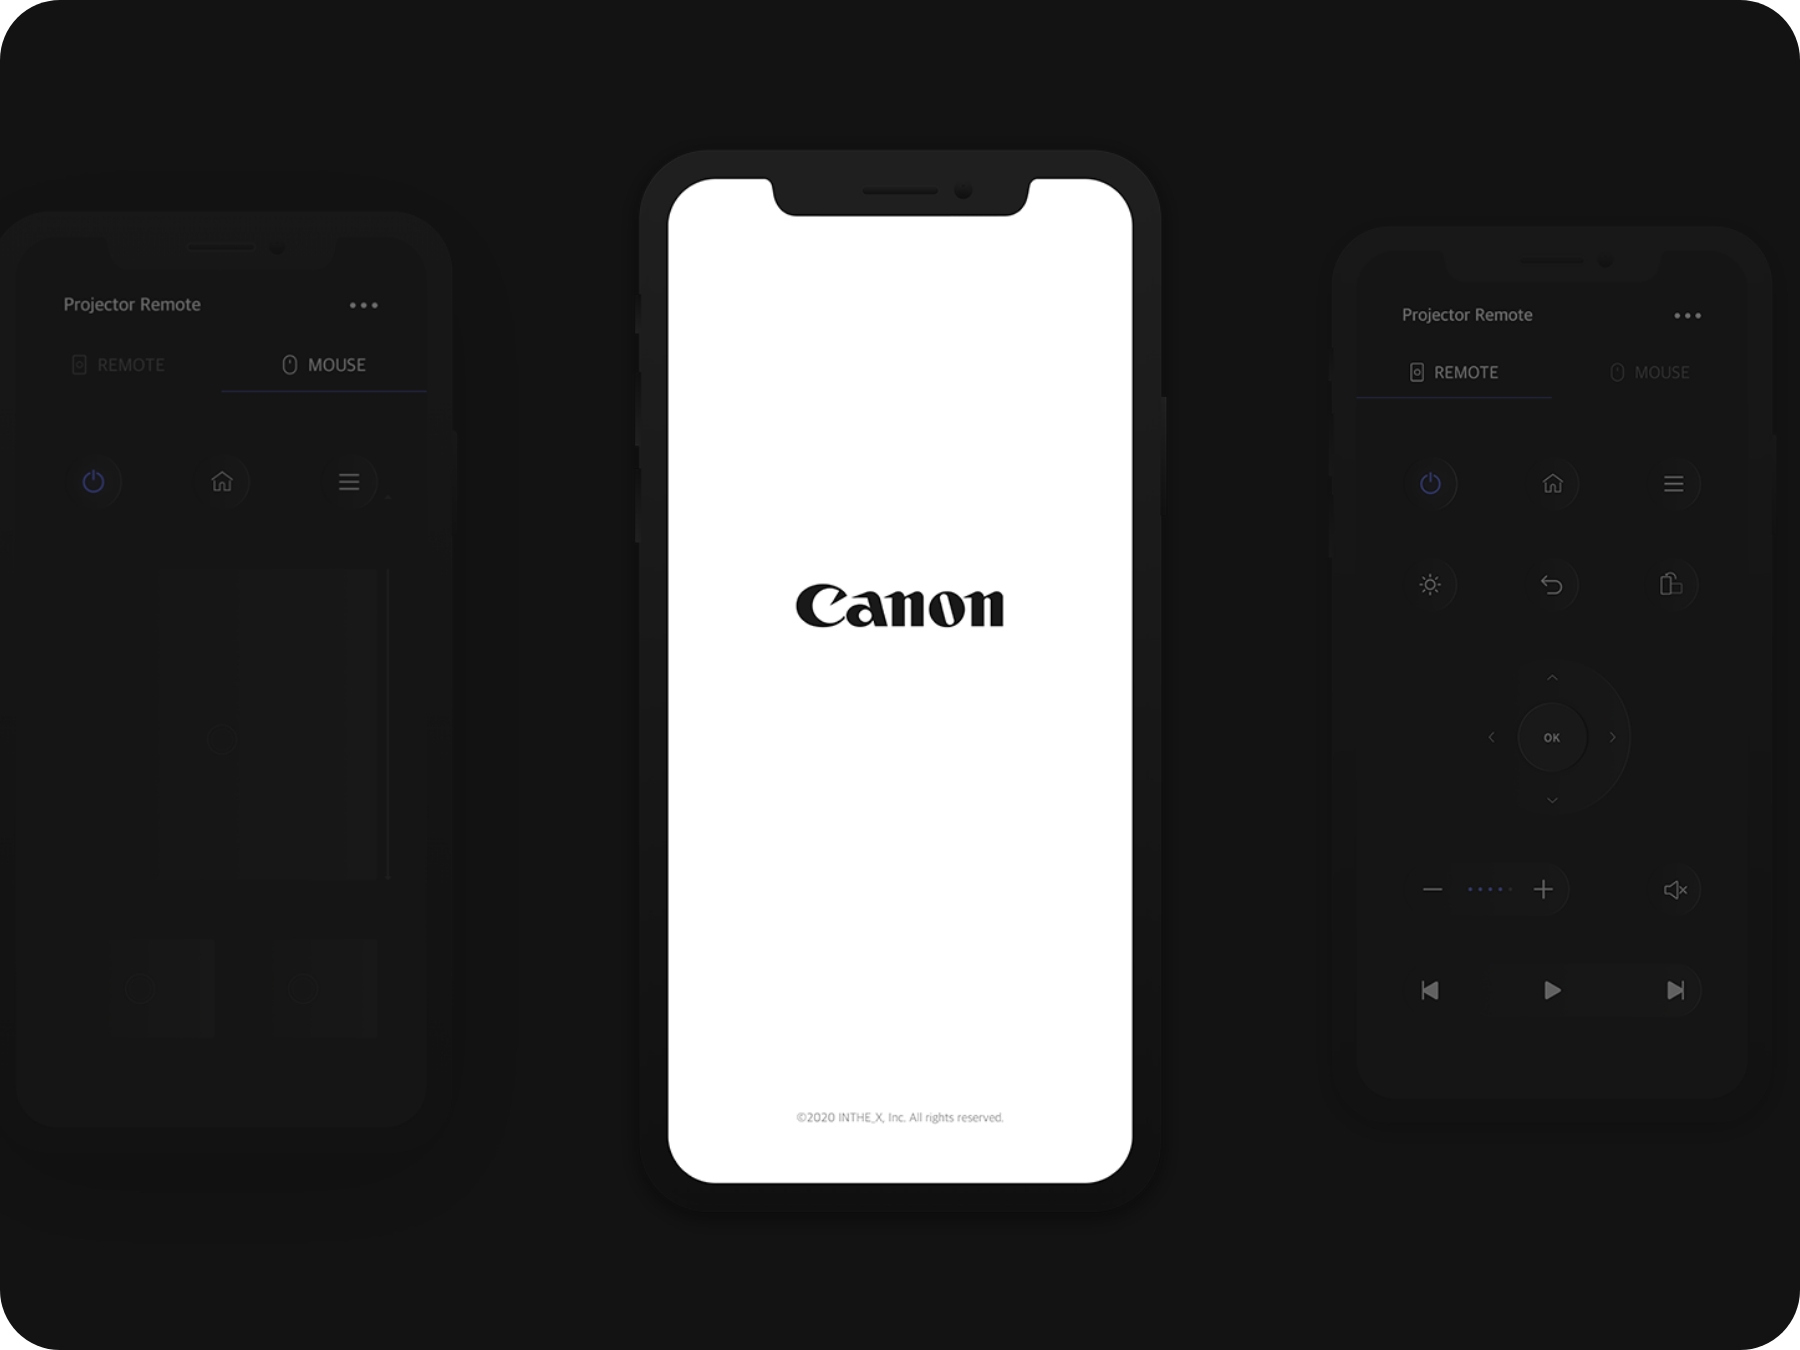 Projector Remote
REMOTE
MOUSE
Canon
©2020 INTHE_X, Inc. All rights reserved.
Projector Remote
REMOTE
MOUSE
OK